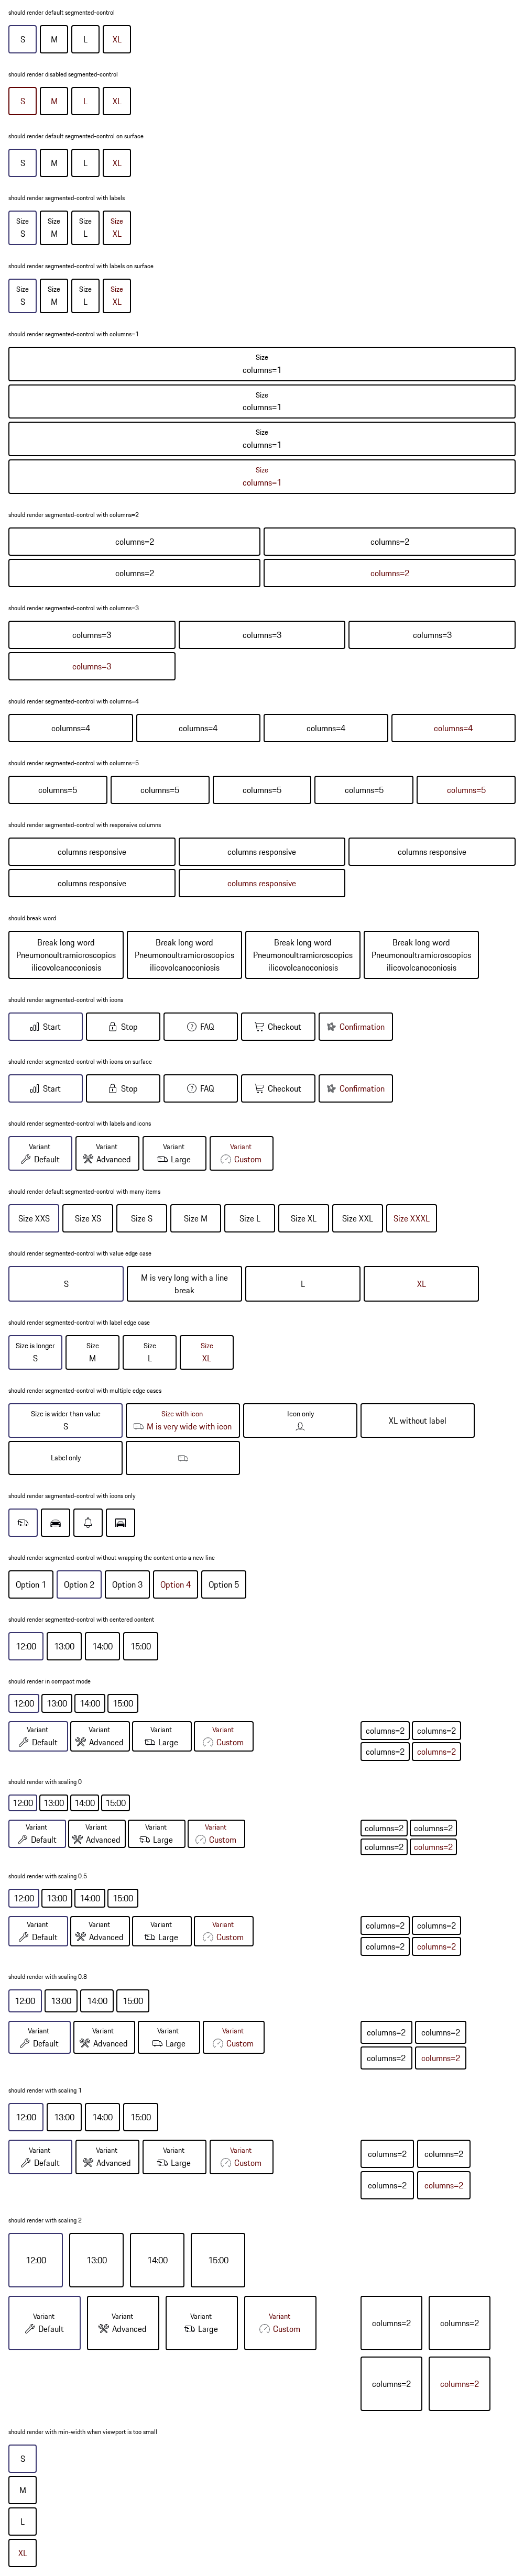 should render default segmented-control
S M L XL
should render disabled segmented-control
S M L XL
should render default segmented-control on surface
S M L XL
should render segmented-control with labels
Size Size Size Size
S M L XL
should render segmented-control with labels on surface
Size Size Size Size
S M L XL
should render segmented-control with columns=1
Size
columns=1
Size
columns=1
Size
columns=1
Size
columns=1
should render segmented-control with columns=2
columns=2 columns=2
columns=2 columns=2
should render segmented-control with columns=3
columns=3 columns=3 columns=3
columns=3
should render segmented-control with columns=4
columns=4 columns=4 columns=4 columns=4
should render segmented-control with columns=5
columns=5 columns=5 columns=5 columns=5 columns=5
should render segmented-control with responsive columns
columns responsive columns responsive columns responsive
columns responsive columns responsive
should break word
Break long word Break long word Break long word Break long word
Pneumonoultramicroscopics Pneumonoultramicroscopics Pneumonoultramicroscopics Pneumonoultramicroscopics
ilicovolcanoconiosis ilicovolcanoconiosis ilicovolcanoconiosis ilicovolcanoconiosis
should render segmented-control with icons
Start Stop FAQ Checkout Confirmation
should render segmented-control with icons on surface
Start Stop FAQ Checkout Confirmation
should render segmented-control with labels and icons
Variant Variant Variant Variant
Default Advanced Large Custom
should render default segmented-control with many items
Size XXS Size XS Size S Size M Size L Size XL Size XXL Size XXXL
should render segmented-control with value edge case
S M is very long with a line L XL
break
should render segmented-control with label edge case
Size is longer Size Size Size
S M L XL
should render segmented-control with multiple edge cases
Size is wider than value Size with icon Icon only XL without label
S M is very wide with icon
Label only
should render segmented-control with icons only
should render segmented-control without wrapping the content onto a new line
Option 1 Option 2 Option 3 Option 4 Option 5
should render segmented-control with centered content
12:00 13:00 14:00 15:00
should render in compact mode
12:00 13:00 14:00 15:00
Variant Variant Variant Variant columns=2 columns=2
Default Advanced Large Custom columns=2 columns=2
should render with scaling 0
12:00 13:00 14:00 15:00
Variant Variant Variant Variant columns=2 columns=2
Default Advanced Large Custom columns=2 columns=2
should render with scaling 0.5
12:00 13:00 14:00 15:00
Variant Variant Variant Variant columns=2 columns=2
Default Advanced Large Custom columns=2 columns=2
should render with scaling 0.8
12:00 13:00 14:00 15:00
Variant Variant Variant Variant columns=2 columns=2
Default Advanced Large Custom columns=2 columns=2
should render with scaling 1
12:00 13:00 14:00 15:00
Variant Variant Variant Variant columns=2 columns=2
Default Advanced Large Custom columns=2 columns=2
should render with scaling 2
12:00 13:00 14:00 15:00
Variant Variant Variant Variant columns=2 columns=2
Default Advanced Large Custom columns=2 columns=2
should render with min-width when viewport is too small
S
M
L
XL